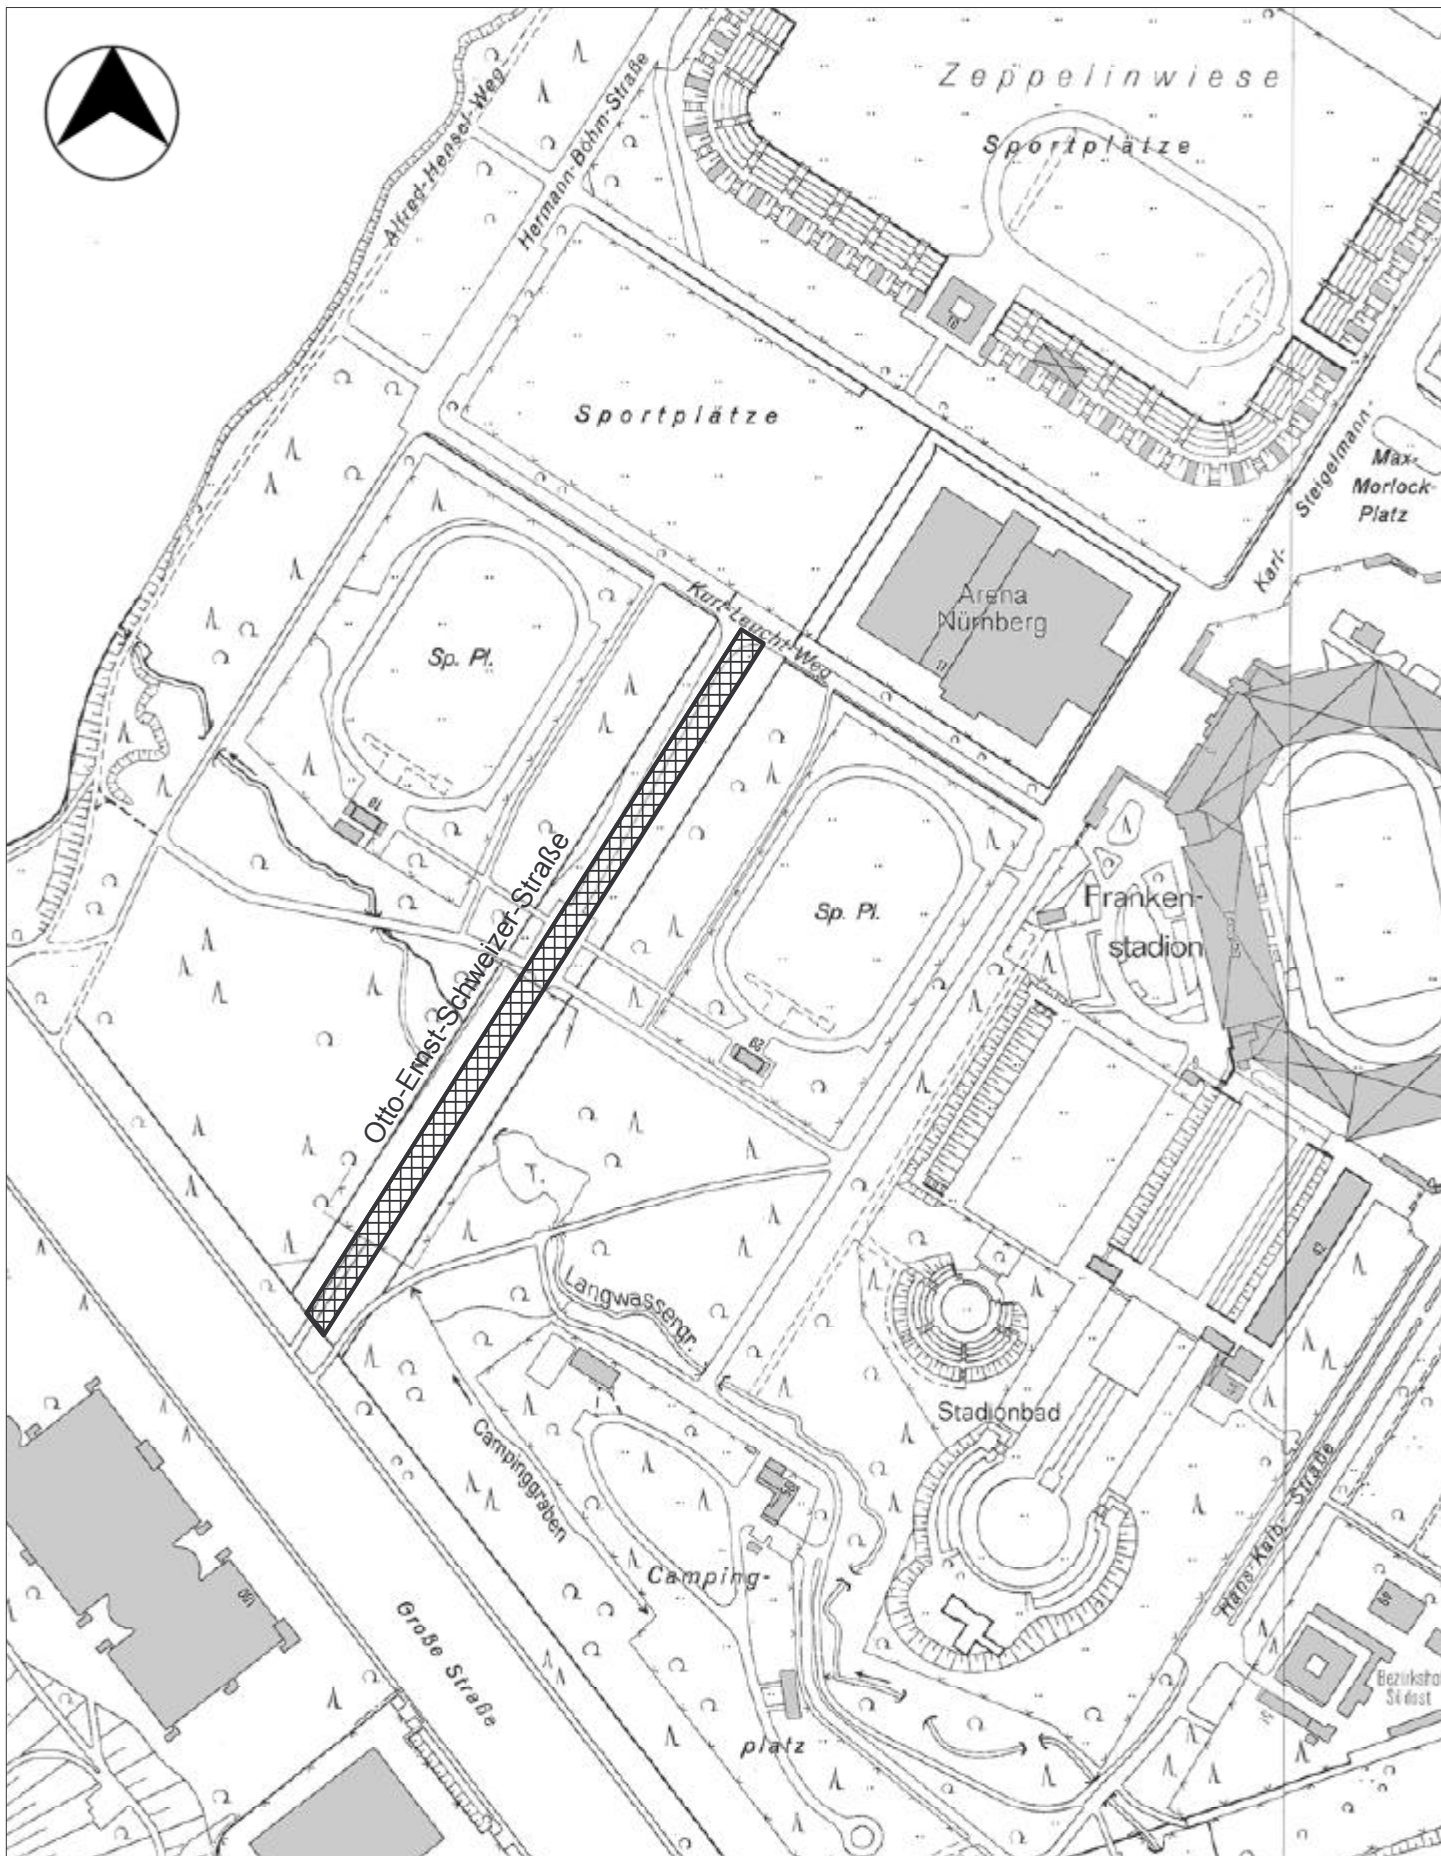 Zeppelinwiese
Sportplätze
Alfred-Hensel-Weg
Hermann-Böhm-Straße
Sportplätze
Max-
Morlock-
Platz
Karl-
Steigelmann-
Arena
Nürnberg
Kurt-Leucht-Weg
Sp. Pl.
Sp. Pl.
Franken-
stadion
Otto-Ernst-Schweizer-Straße
T.
Langwassergr.
Stadionbad
Campinggraben
Camping-
platz
Große Straße
Hans-Kalb-Straße
Bezirkshof
Südost